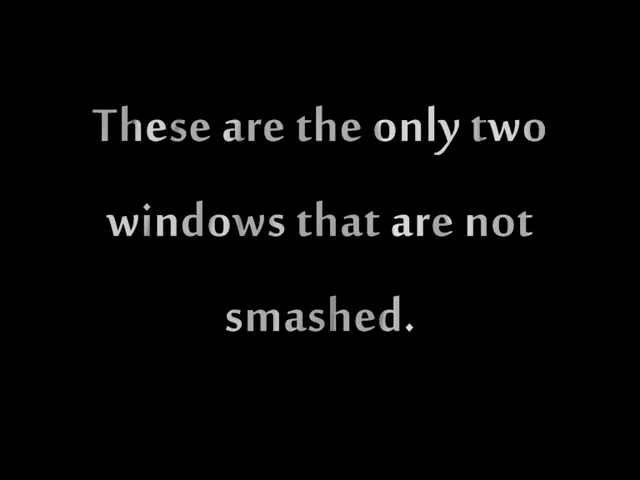 These are the only two
windows that are not
smashed.